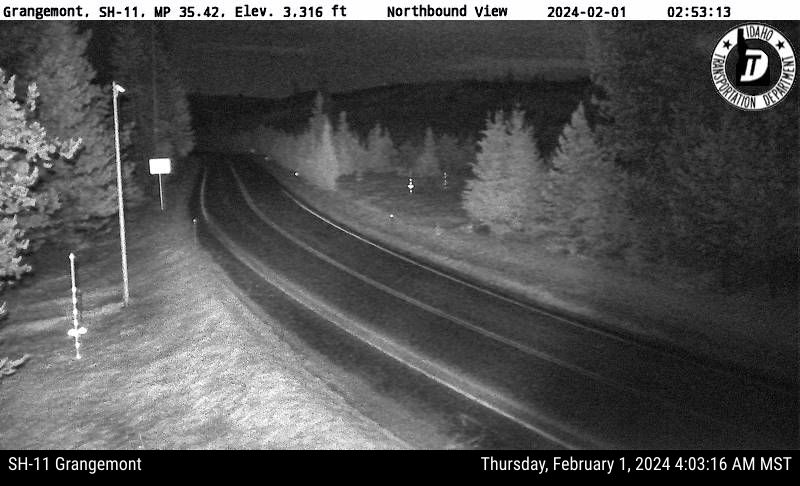 Grangemont, SH-11, MP 35.42, Elev. 3,316 ft Northbound View 2024-02-01 02:53:13
IDAHO
TRANSPORTATION DEPARTMENT
SH-11 Grangemont Thursday, February 1, 2024 4:03:16 AM MST